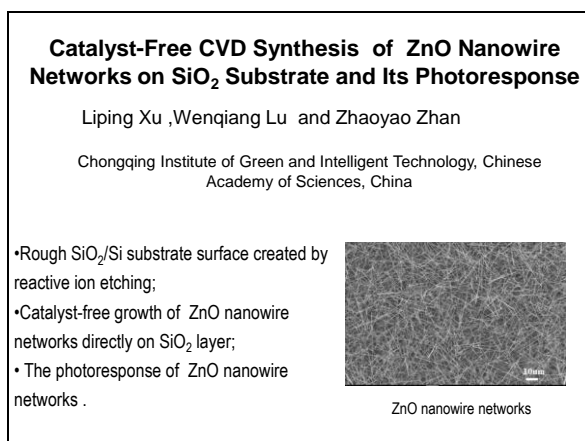 Catalyst-Free CVD Synthesis of ZnO Nanowire
Networks on SiO₂ Substrate and Its Photoresponse
Liping Xu ,Wenqiang Lu and Zhaoyao Zhan
Chongqing Institute of Green and Intelligent Technology, Chinese
Academy of Sciences, China
•Rough SiO₂/Si substrate surface created by
reactive ion etching;
•Catalyst-free growth of ZnO nanowire
networks directly on SiO₂ layer;
• The photoresponse of ZnO nanowire
networks .
ZnO nanowire networks